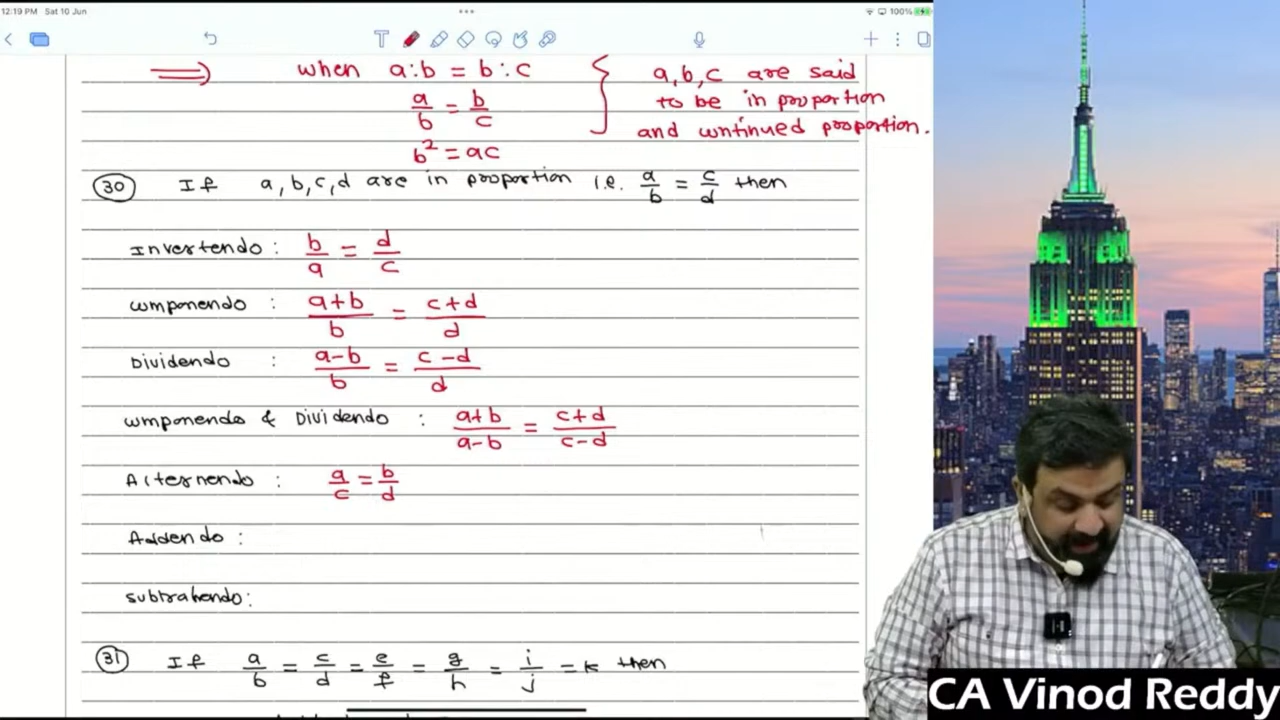 12:19 PM Sat 10 Jun
100%
T
when a:b = b:c
a/b = b/c
b² = ac
a,b,c are said
to be in proportion
and continued proportion.
30 If a,b,c,d are in proportion i.e. a/b = c/d then
Invertendo: b/a = d/c
componendo : a+b/b = c+d/d
Dividendo : a-b/b = c-d/d
componendo & Dividendo : a+b/a-b = c+d/c-d
Alternendo : a/c = b/d
Addendo :
subtrahendo:
31 If a/b = c/d = e/f = g/h = i/j = k then
CA Vinod Reddy